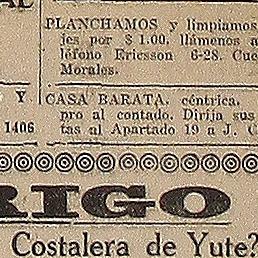 AL
PLANCHAMOS y limpiamos
jes por $ 1.00, llámenos a
léfono Ericsson 6-28. Cue
Morales.
Y
1406
CASA BARATA, céntrica,
pro al contado. Dirija sus
tas al Apartado 19 a J. C
RIGO
Costalera de Yute?